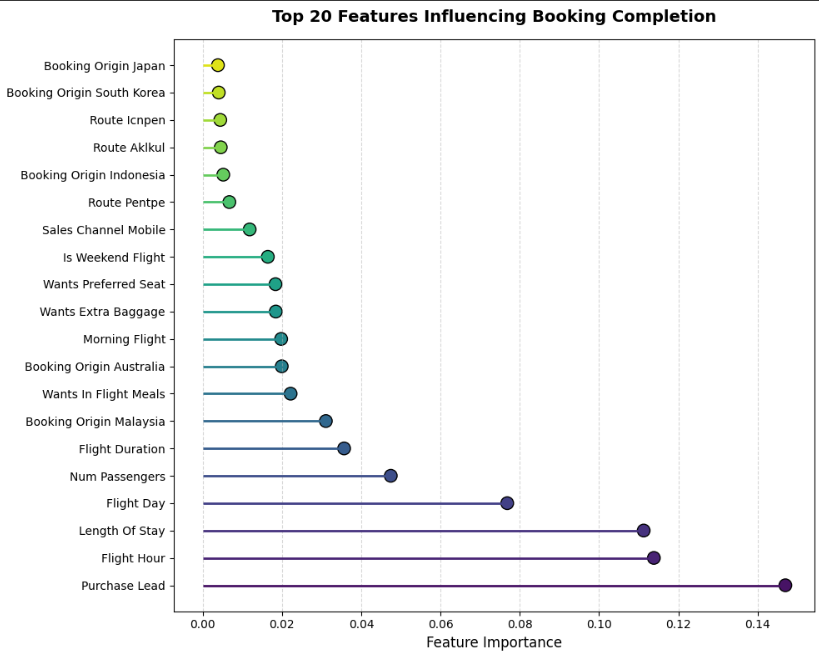 Top 20 Features Influencing Booking Completion
Booking Origin Japan
Booking Origin South Korea
Route Icnpen
Route Aklkul
Booking Origin Indonesia
Route Pentpe
Sales Channel Mobile
Is Weekend Flight
Wants Preferred Seat
Wants Extra Baggage
Morning Flight
Booking Origin Australia
Wants In Flight Meals
Booking Origin Malaysia
Flight Duration
Num Passengers
Flight Day
Length Of Stay
Flight Hour
Purchase Lead
0.00 0.02 0.04 0.06 0.08 0.10 0.12 0.14
Feature Importance